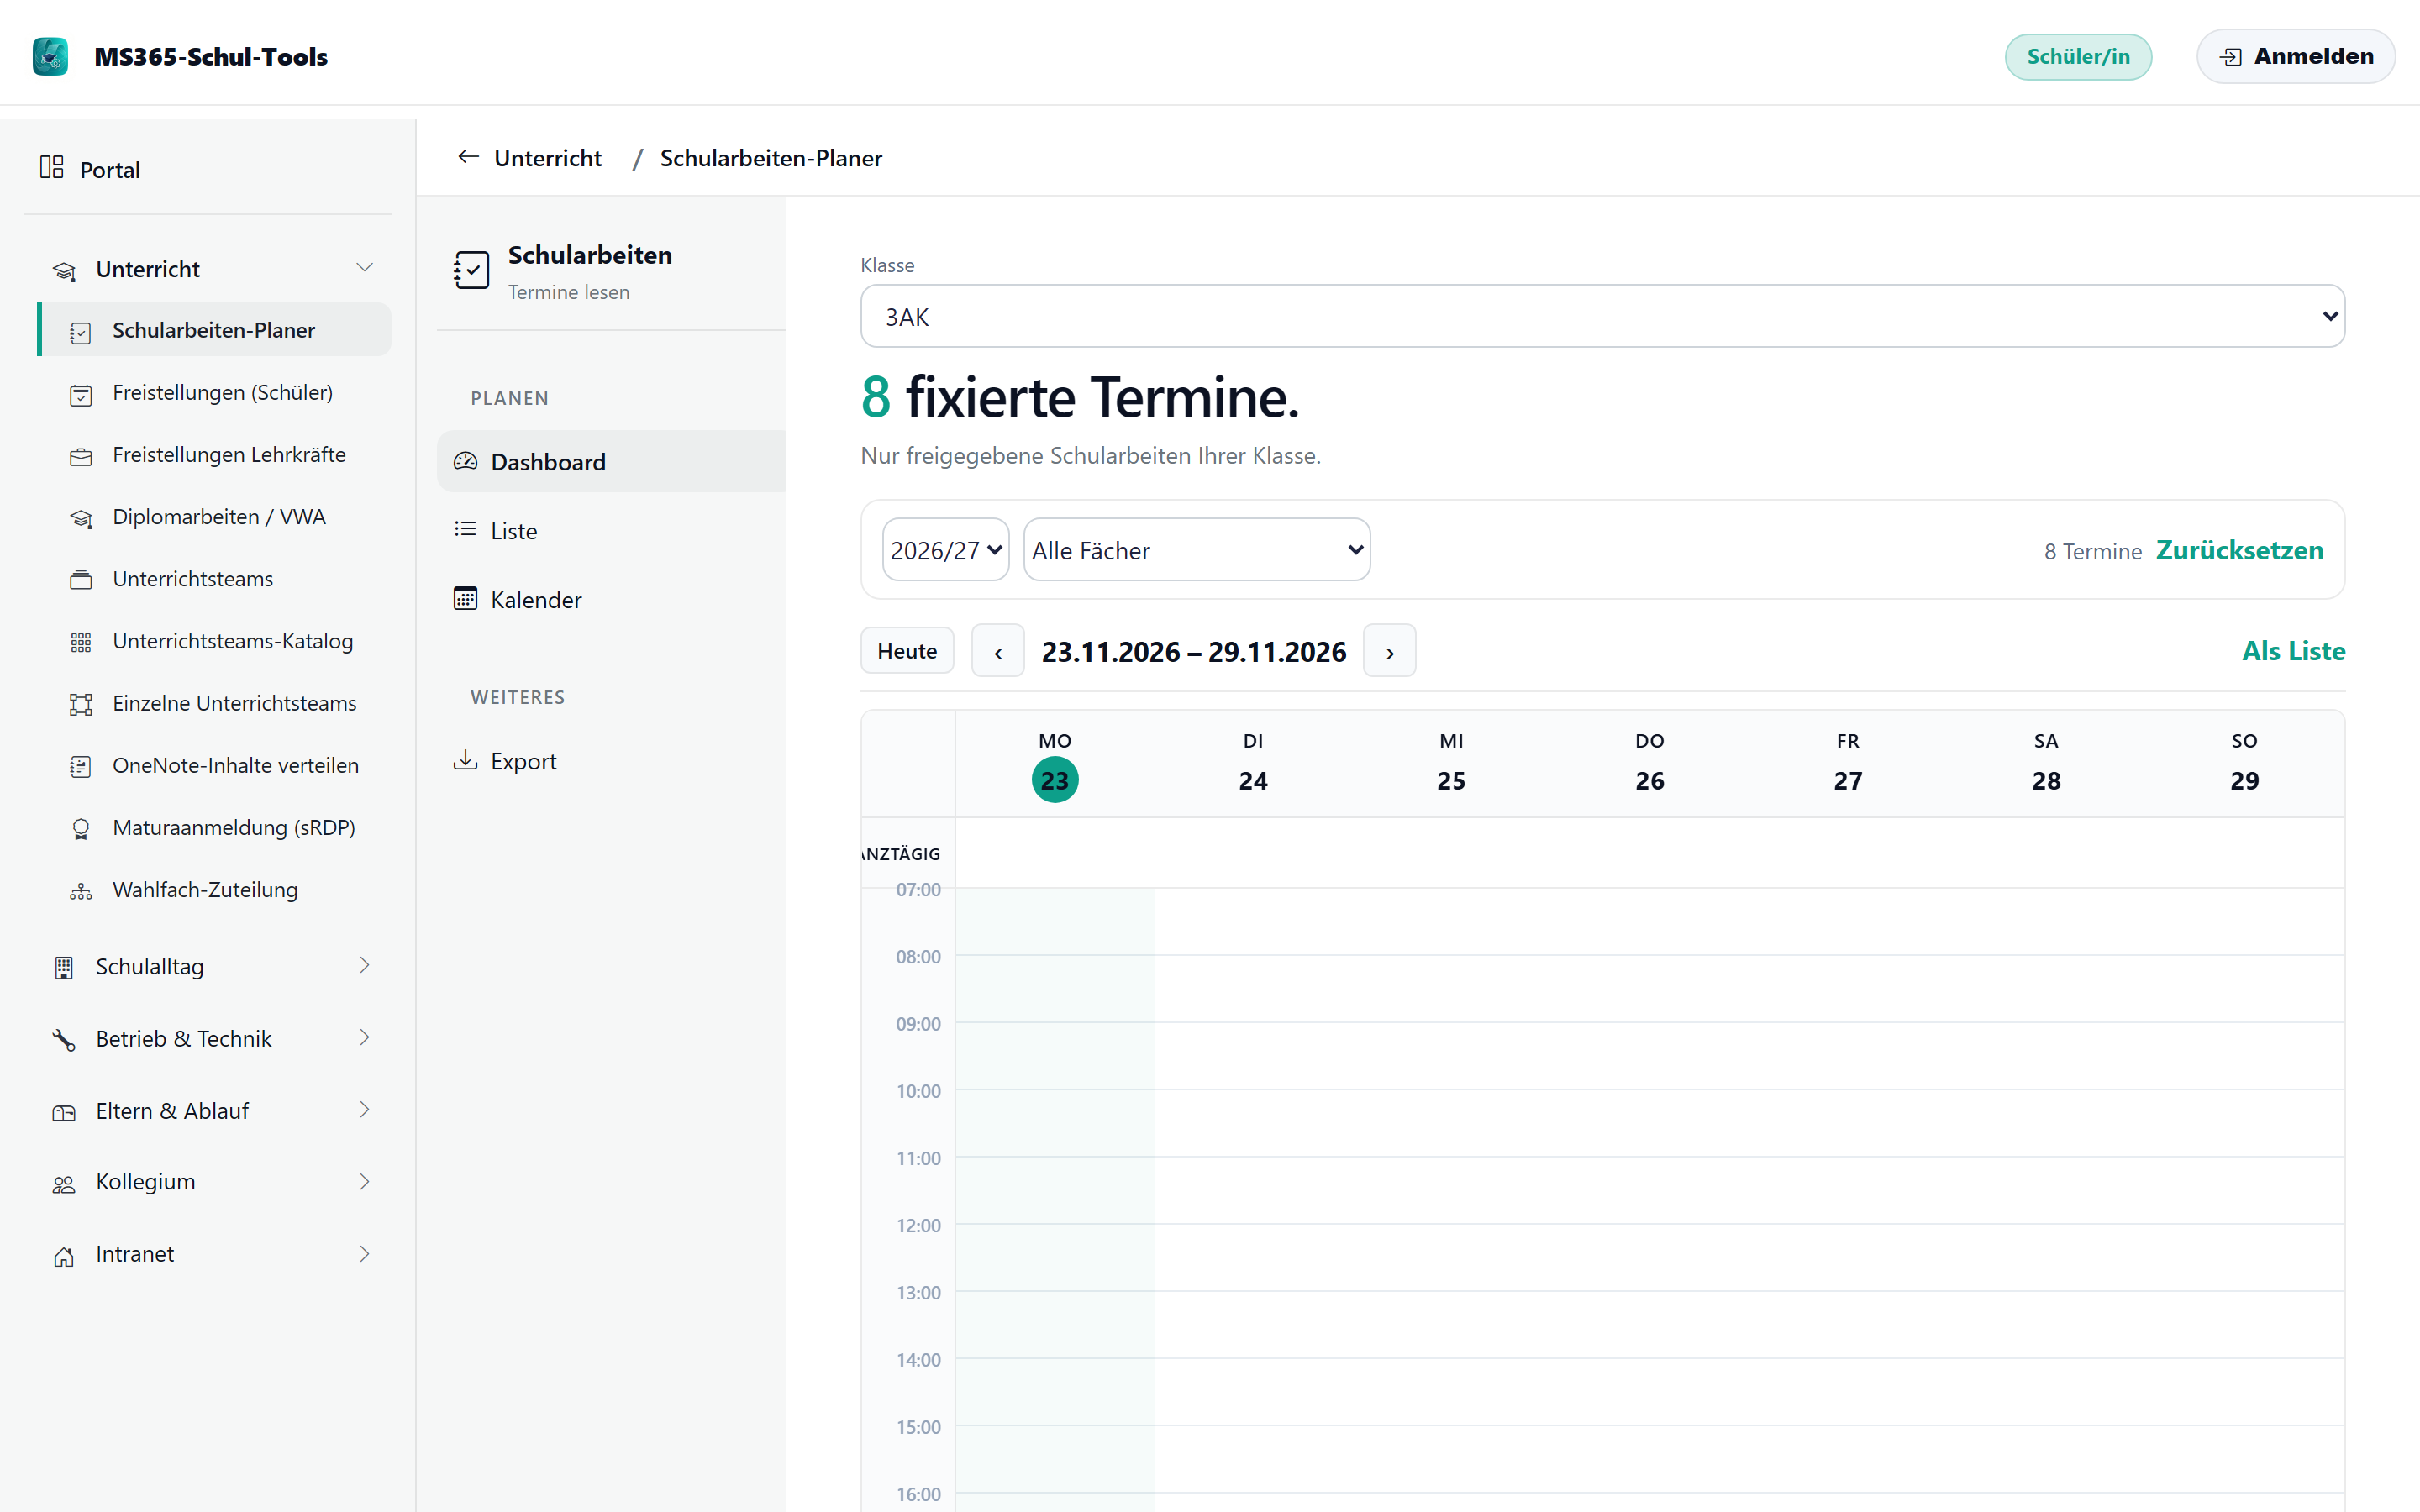 MS365-Schul-Tools
Schüler/in
Anmelden
Portal
Unterricht
Schularbeiten-Planer
Freistellungen (Schüler)
Freistellungen Lehrkräfte
Diplomarbeiten / VWA
Unterrichtsteams
Unterrichtsteams-Katalog
Einzelne Unterrichtsteams
OneNote-Inhalte verteilen
Maturaanmeldung (sRDP)
Wahlfach-Zuteilung
Schulalltag
Betrieb & Technik
Eltern & Ablauf
Kollegium
Intranet
Unterricht / Schularbeiten-Planer
Schularbeiten
Termine lesen
PLANEN
Dashboard
Liste
Kalender
WEITERES
Export
Klasse
3AK
8 fixierte Termine.
Nur freigegebene Schularbeiten Ihrer Klasse.
2026/27
Alle Fächer
8 Termine
Zurücksetzen
Heute
‹
23.11.2026 – 29.11.2026
›
Als Liste
MO DI MI DO FR SA SO
23 24 25 26 27 28 29
ANZTÄGIG
07:00
08:00
09:00
10:00
11:00
12:00
13:00
14:00
15:00
16:00